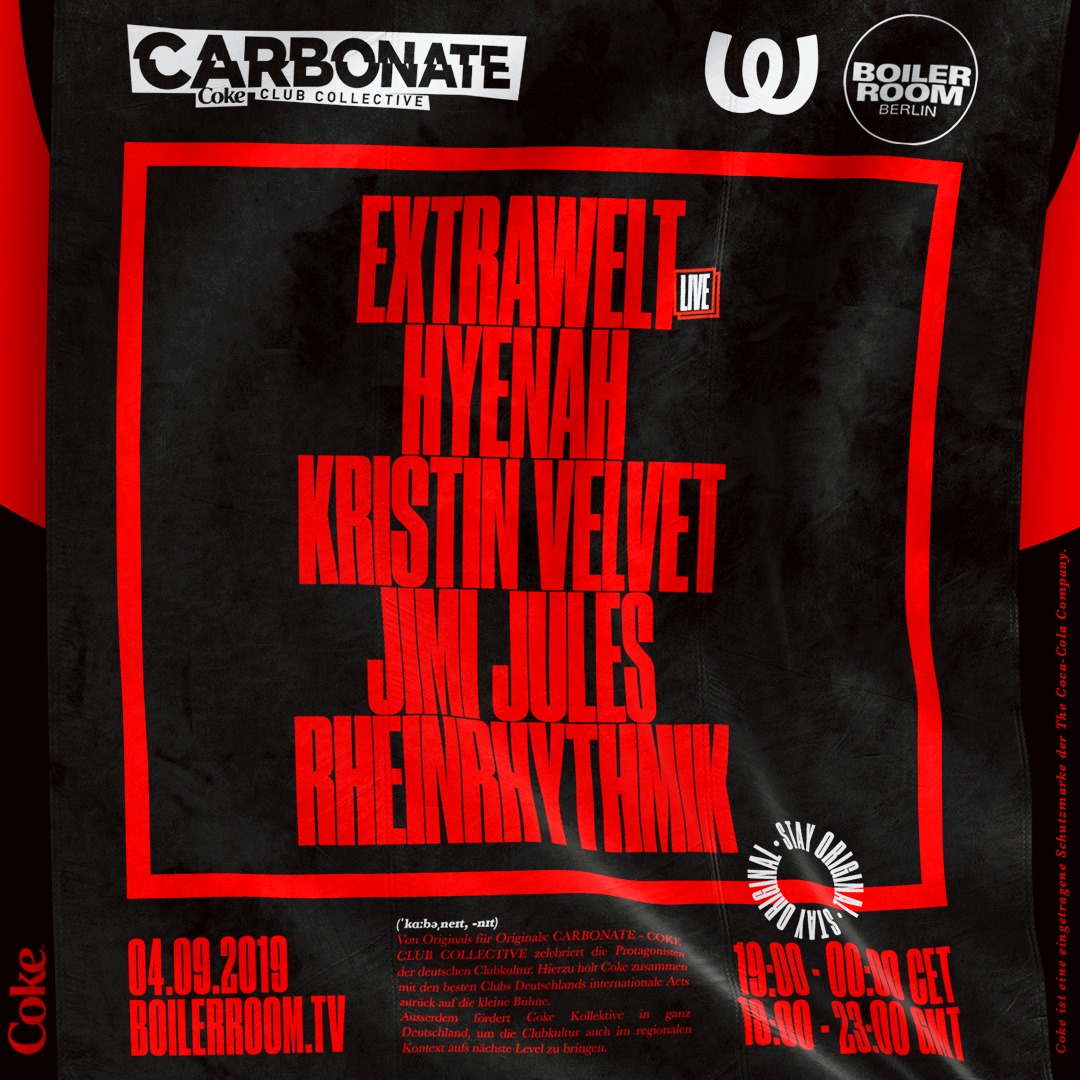 CARBONATE
Coke CLUB COLLECTIVE
BOILER
ROOM
BERLIN
EXTRAWELT
LIVE
HYENAH
KRISTIN VELVET
JIMI JULES
RHEINRHYTHMIK
STAY ORIGINAL · STAY ORIGINAL ·
04.09.2019
BOILERROOM.TV
('kɑːbəˌneɪt, -nɪt)
Von Originals für Originals: CARBONATE - COKE
CLUB COLLECTIVE zelebriert die Protagonisten
der deutschen Clubkultur. Hierzu holt Coke zusammen
mit den besten Clubs Deutschlands internationale Acts
zurück auf die kleine Bühne.
Ausserdem fördert Coke Kollektive in ganz
Deutschland, um die Clubkultur auch im regionalen
Kontext aufs nächste Level zu bringen.
19:00 - 00:00 CET
18:00 - 23:00 GMT
Coke
Coke ist eine eingetragene Schutzmarke der The Coca-Cola Company.